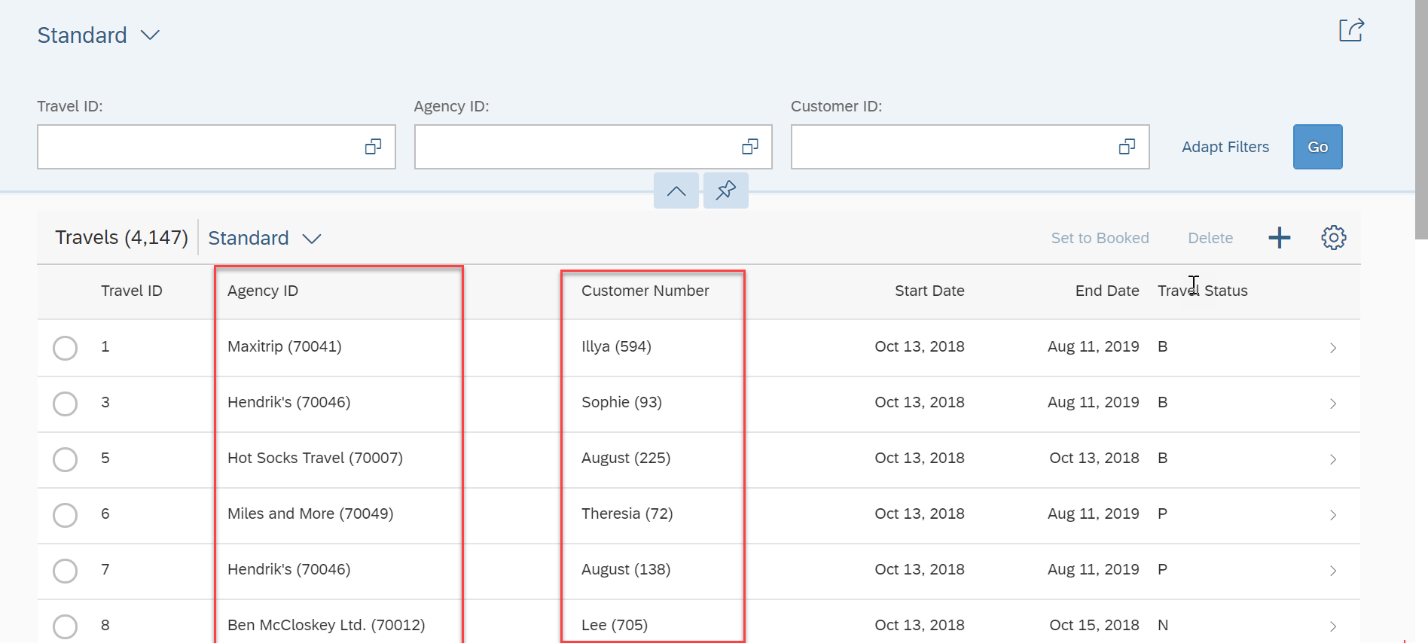 Standard
Travel ID: Agency ID: Customer ID:
Adapt Filters Go
Travels (4,147) Standard Set to Booked Delete
Travel ID Agency ID Customer Number Start Date End Date Travel Status
1 Maxitrip (70041) Illya (594) Oct 13, 2018 Aug 11, 2019 B
3 Hendrik's (70046) Sophie (93) Oct 13, 2018 Aug 11, 2019 B
5 Hot Socks Travel (70007) August (225) Oct 13, 2018 Oct 13, 2018 B
6 Miles and More (70049) Theresia (72) Oct 13, 2018 Aug 11, 2019 P
7 Hendrik's (70046) August (138) Oct 13, 2018 Aug 11, 2019 P
8 Ben McCloskey Ltd. (70012) Lee (705) Oct 13, 2018 Oct 15, 2018 N